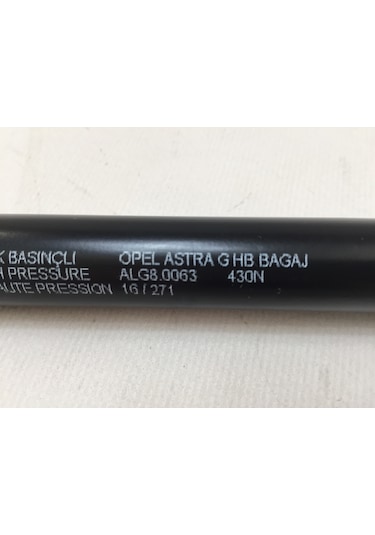 K BASINÇLI OPEL ASTRA G HB BAGAJ
H PRESSURE ALG8.0063 430N
AUTE PRESSION 16 / 271